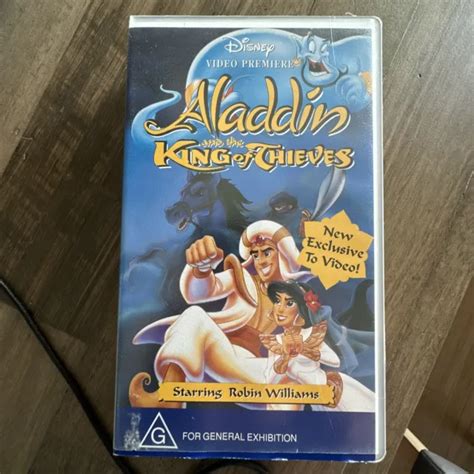 Disney
VIDEO PREMIERE
Aladdin
AND THE
KING OF THIEVES
New
Exclusive
To Video!
Starring Robin Williams
G
FOR GENERAL EXHIBITION